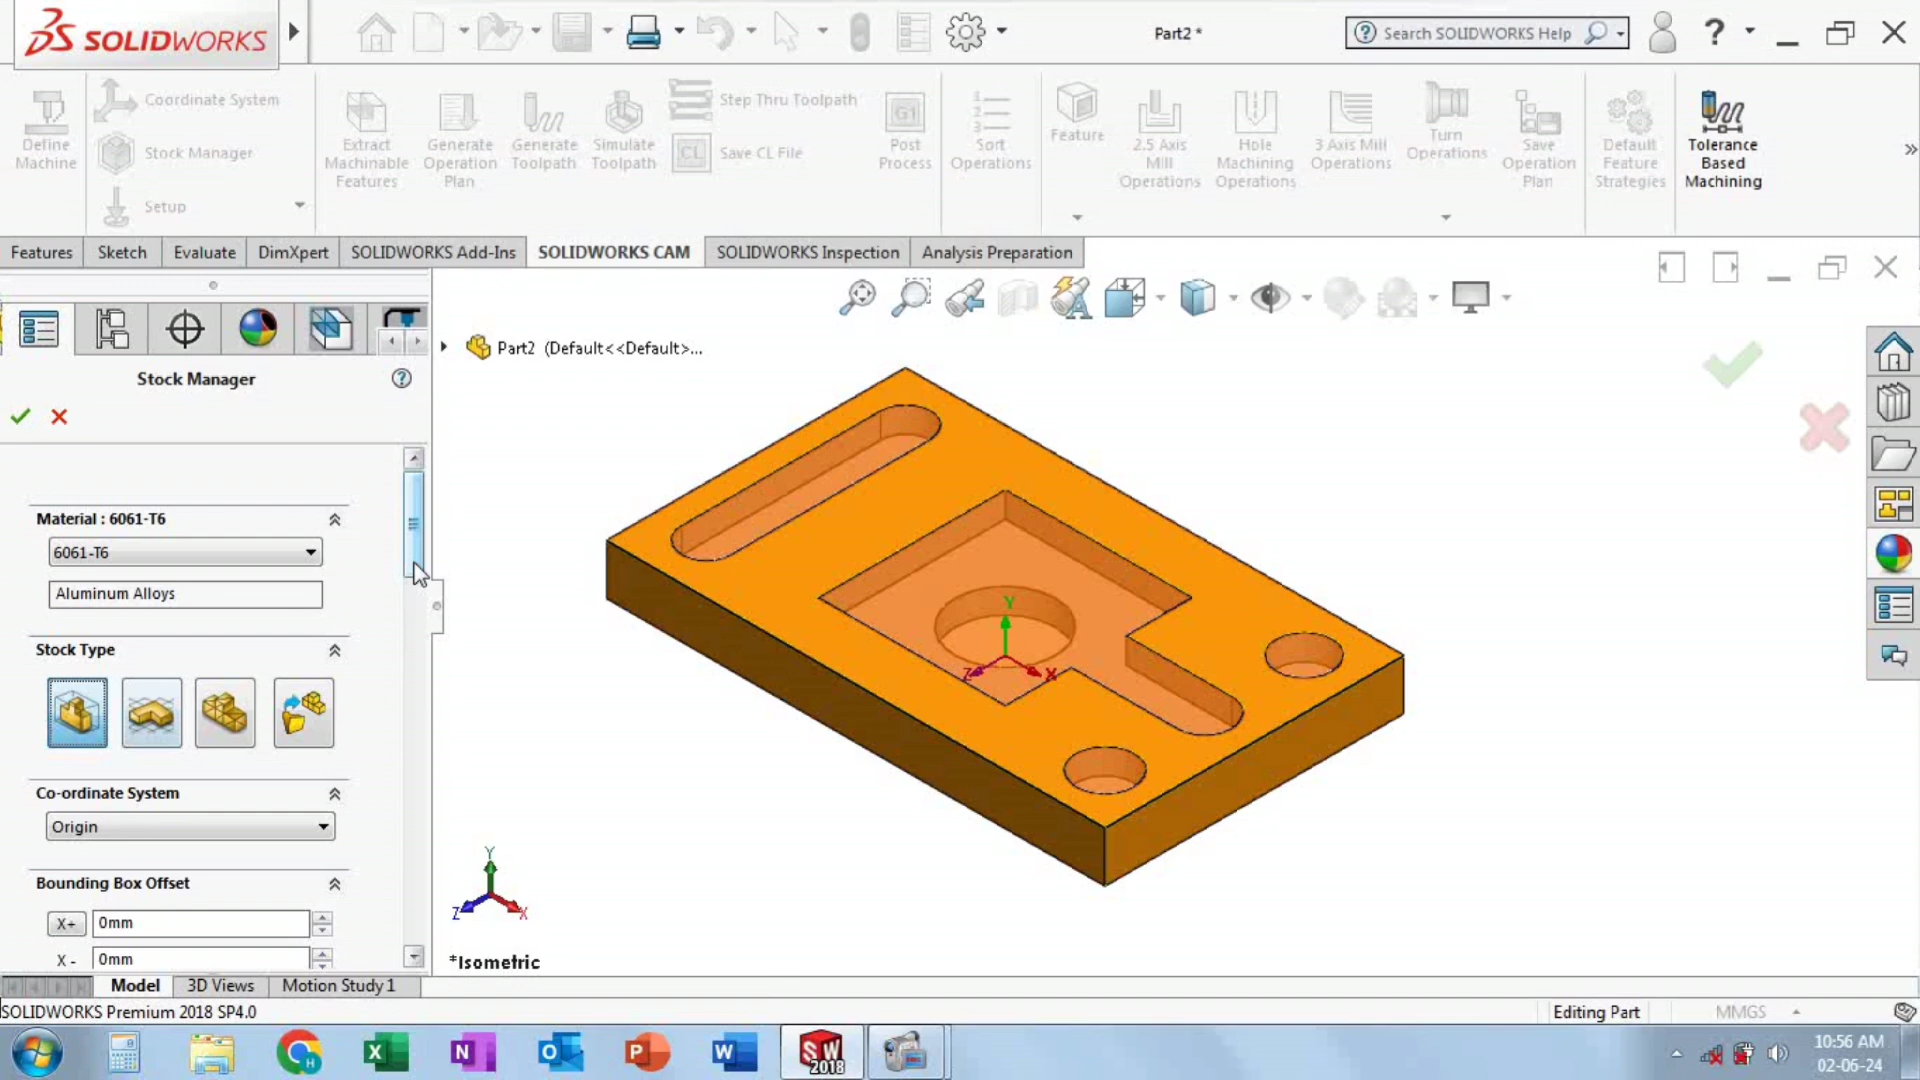 SOLIDWORKS
Part2 *
Search SOLIDWORKS Help
?
Define
Machine
Coordinate System
Stock Manager
Setup
Extract
Machinable
Features
Generate
Operation
Plan
Generate
Toolpath
Simulate
Toolpath
Step Thru Toolpath
CL
Save CL File
G1
Post
Process
Sort
Operations
Feature
2.5 Axis
Mill
Operations
Hole
Machining
Operations
3 Axis Mill
Operations
Turn
Operations
Save
Operation
Plan
Default
Feature
Strategies
Tolerance
Based
Machining
Features
Sketch
Evaluate
DimXpert
SOLIDWORKS Add-Ins
SOLIDWORKS CAM
SOLIDWORKS Inspection
Analysis Preparation
Part2 (Default<<Default>...
Stock Manager
Material : 6061-T6
6061-T6
Aluminum Alloys
Stock Type
Co-ordinate System
Origin
Bounding Box Offset
X+ 0mm
X - 0mm
Y
Z
X
Y
Z
X
*Isometric
Model
3D Views
Motion Study 1
SOLIDWORKS Premium 2018 SP4.0
Editing Part
MMGS
10:56 AM
02-06-24
SW
2018